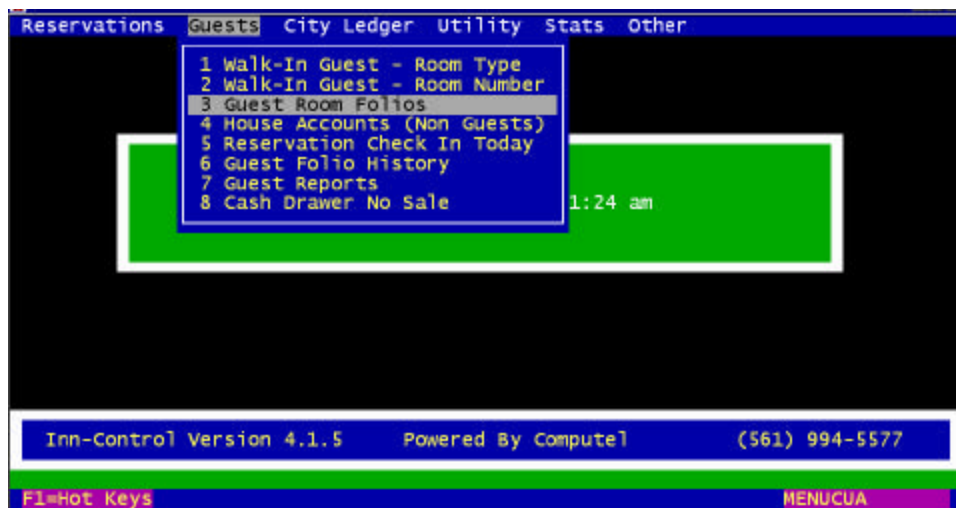 Reservations Guests City Ledger Utility Stats Other
1 Walk-In Guest - Room Type
2 Walk-In Guest - Room Number
3 Guest Room Folios
4 House Accounts (Non Guests)
5 Reservation Check In Today
6 Guest Folio History
7 Guest Reports
8 Cash Drawer No Sale
1:24 am
Inn-Control Version 4.1.5 Powered By Computel (561) 994-5577
F1=Hot Keys MENUCUA